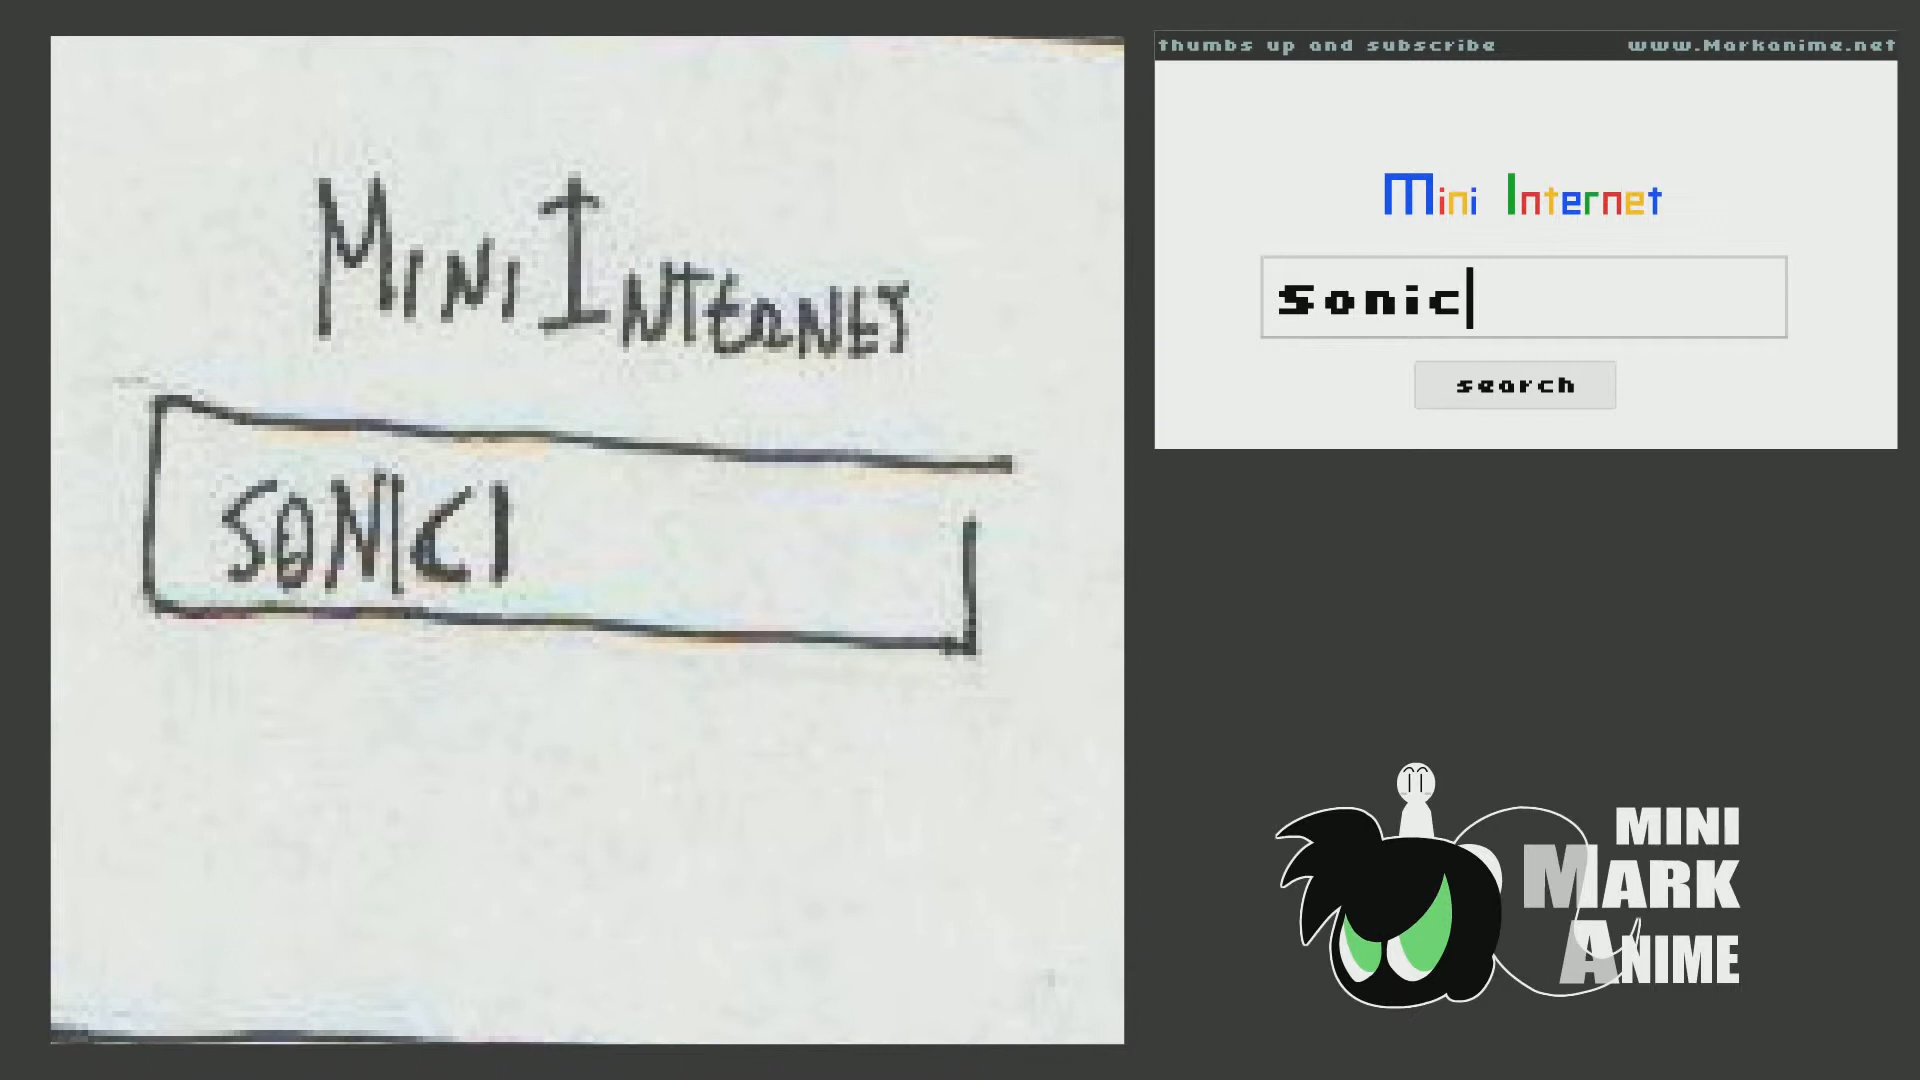 Mini Internet
SONIC|
thumbs up and subscribe
www.Markanime.net
Mini Internet
Sonic|
search
MINI
MARK
ANIME